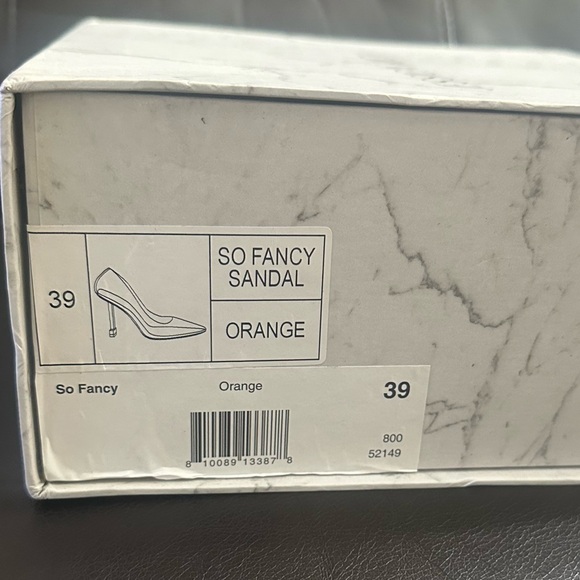 39
SO FANCY
SANDAL
ORANGE
So Fancy Orange 39
8 10089 13387 8
800
52149